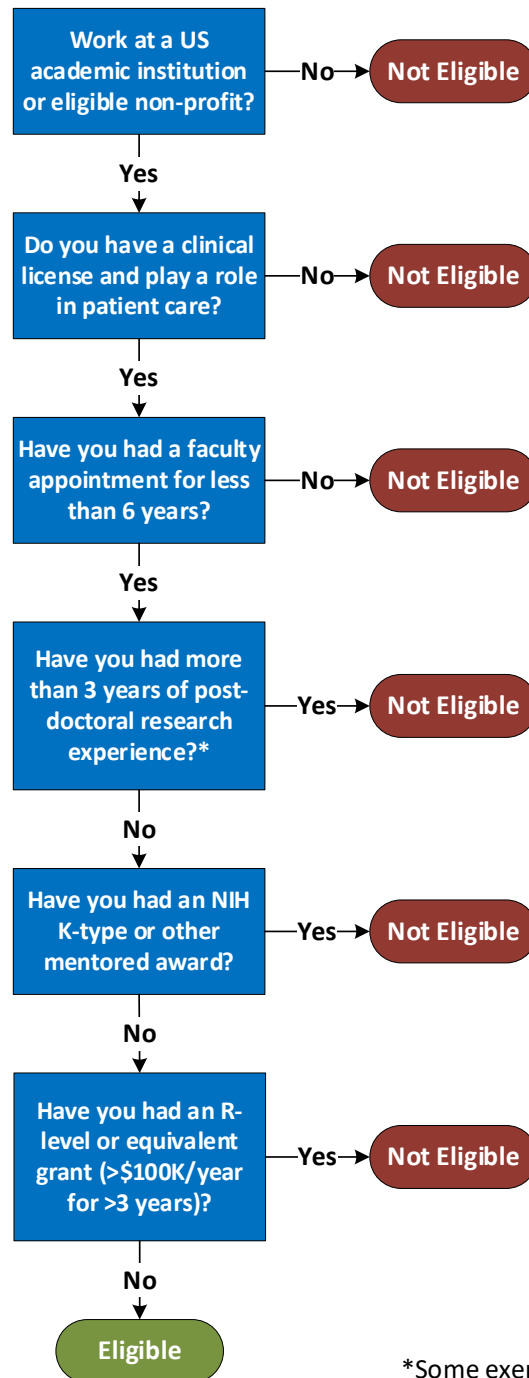 Work at a US
academic institution
or eligible non-profit?
No
Not Eligible
Yes
Do you have a clinical
license and play a role
in patient care?
No
Not Eligible
Yes
Have you had a faculty
appointment for less
than 6 years?
No
Not Eligible
Yes
Have you had more
than 3 years of post-
doctoral research
experience?*
Yes
Not Eligible
No
Have you had an NIH
K-type or other
mentored award?
Yes
Not Eligible
No
Have you had an R-
level or equivalent
grant (>$100K/year
for >3 years)?
Yes
Not Eligible
No
Eligible
*Some